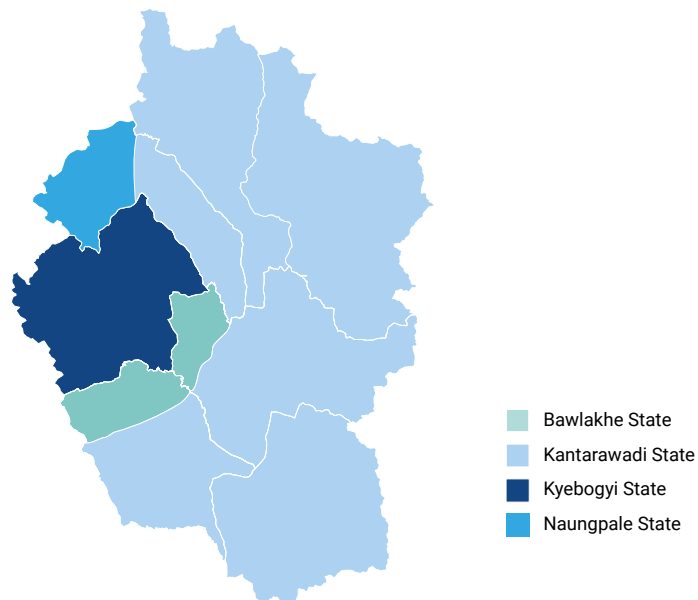 Bawlakhe State
Kantarawadi State
Kyebogyi State
Naungpale State